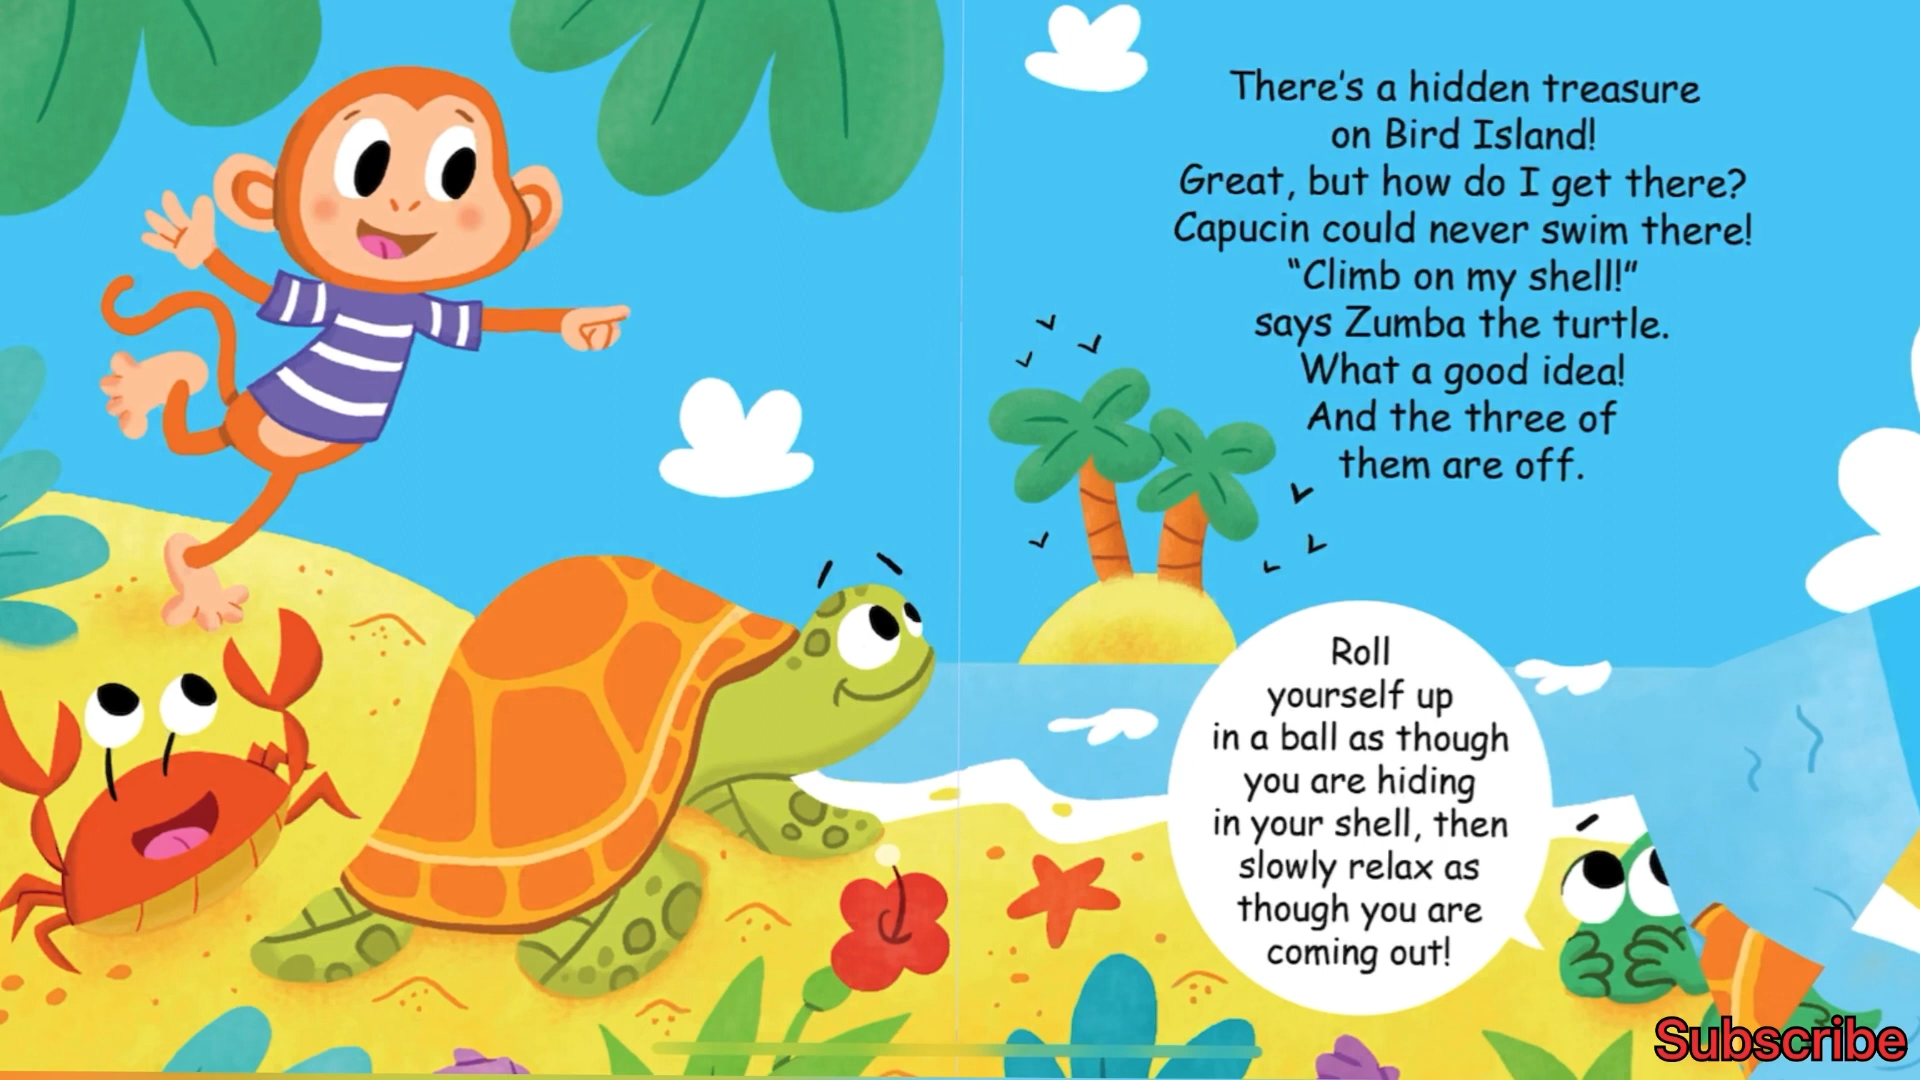 There's a hidden treasure
on Bird Island!
Great, but how do I get there?
Capucin could never swim there!
"Climb on my shell!"
says Zumba the turtle.
What a good idea!
And the three of
them are off.
Roll
yourself up
in a ball as though
you are hiding
in your shell, then
slowly relax as
though you are
coming out!
Subscribe